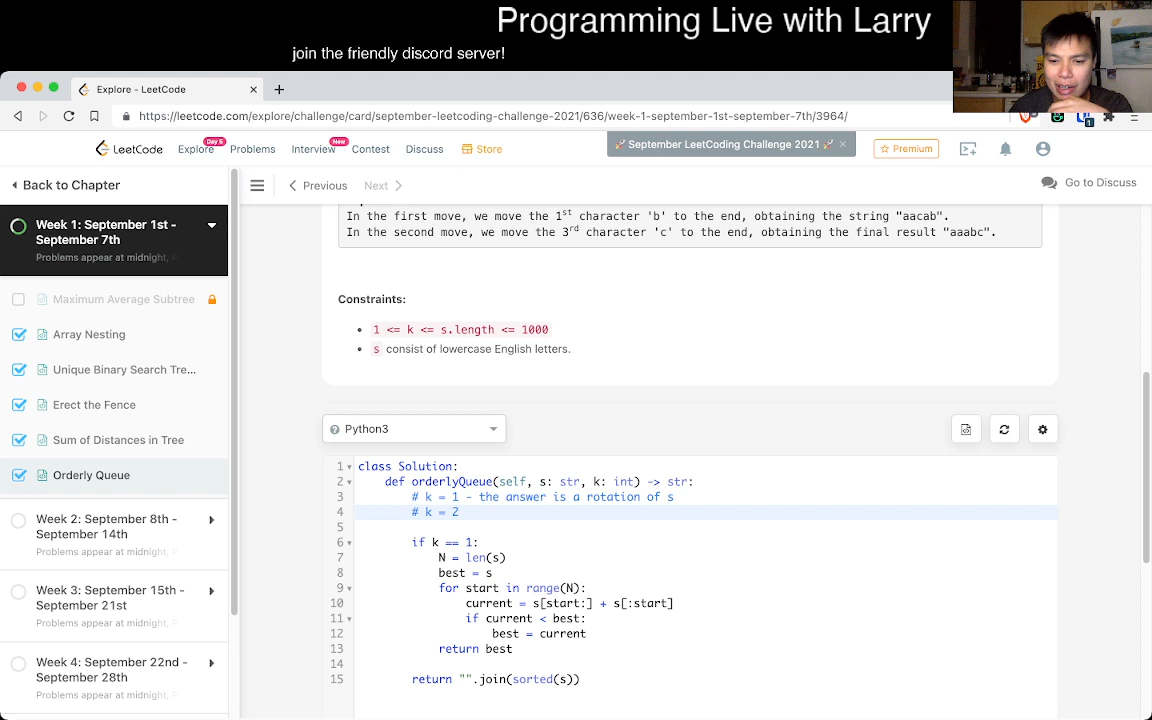 Programming Live with Larry
join the friendly discord server!
Explore - LeetCode
https://leetcode.com/explore/challenge/card/september-leetcoding-challenge-2021/636/week-1-september-1st-september-7th/3964/
LeetCode
Explore
Day 5
Problems
Interview
New
Contest
Discuss
Store
🚀 September LeetCoding Challenge 2021 🚀
Premium
Back to Chapter
Previous
Next
Go to Discuss
Week 1: September 1st -
September 7th
Problems appear at midnight,
Maximum Average Subtree
Array Nesting
Unique Binary Search Tre...
Erect the Fence
Sum of Distances in Tree
Orderly Queue
Week 2: September 8th -
September 14th
Problems appear at midnight,
Week 3: September 15th -
September 21st
Problems appear at midnight,
Week 4: September 22nd -
September 28th
Problems appear at midnight,
In the first move, we move the 1st character 'b' to the end, obtaining the string "aacab".
In the second move, we move the 3rd character 'c' to the end, obtaining the final result "aaabc".
Constraints:
1 <= k <= s.length <= 1000
s consist of lowercase English letters.
Python3
1 class Solution:
2 def orderlyQueue(self, s: str, k: int) -> str:
3 # k = 1 - the answer is a rotation of s
4 # k = 2
5
6 if k == 1:
7 N = len(s)
8 best = s
9 for start in range(N):
10 current = s[start:] + s[:start]
11 if current < best:
12 best = current
13 return best
14
15 return "".join(sorted(s))